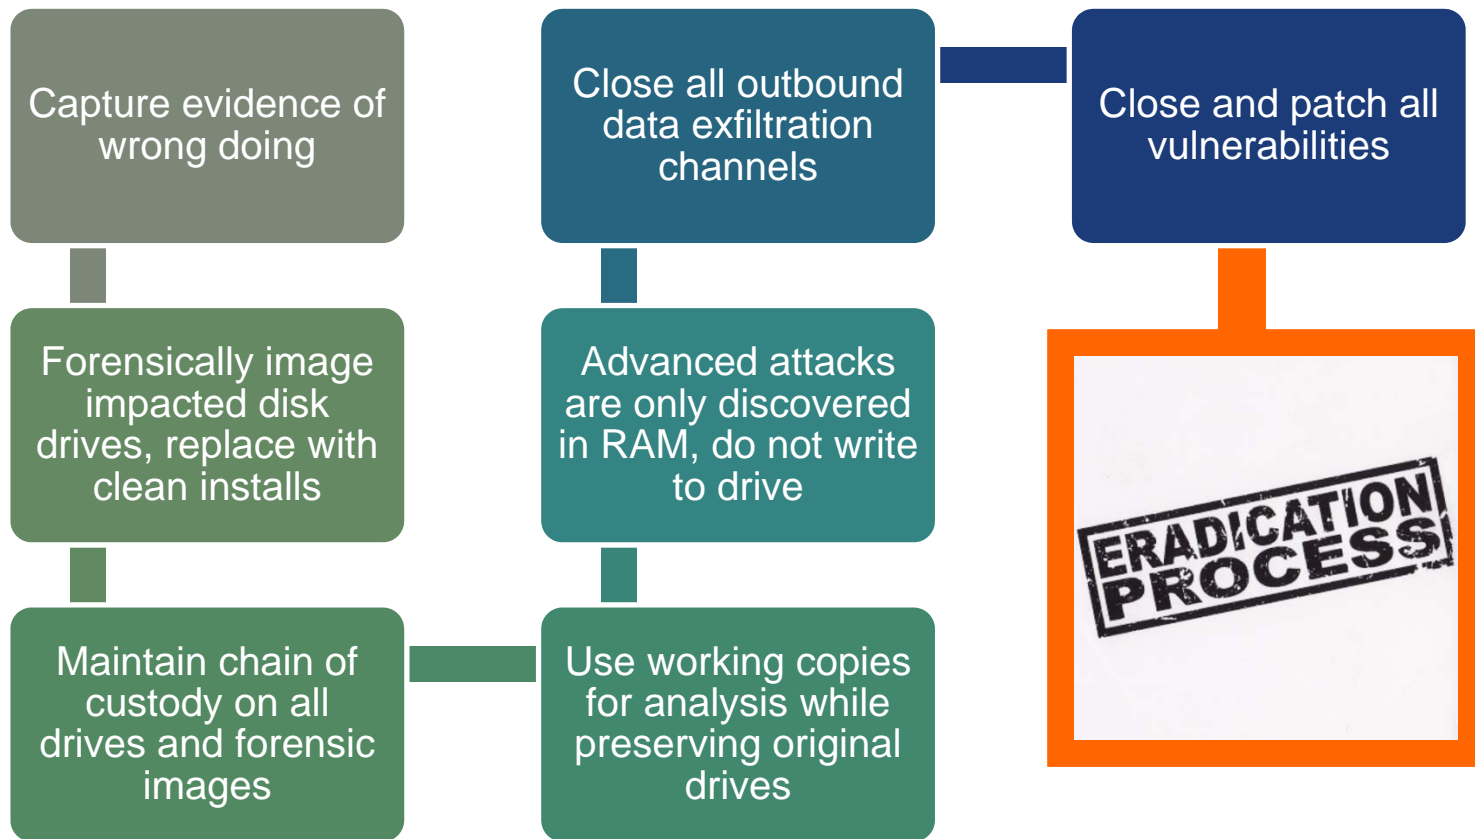 Capture evidence of
wrong doing
Forensically image
impacted disk
drives, replace with
clean installs
Maintain chain of
custody on all
drives and forensic
images
Use working copies
for analysis while
preserving original
drives
Advanced attacks
are only discovered
in RAM, do not write
to drive
Close all outbound
data exfiltration
channels
Close and patch all
vulnerabilities
ERADICATION
PROCESS